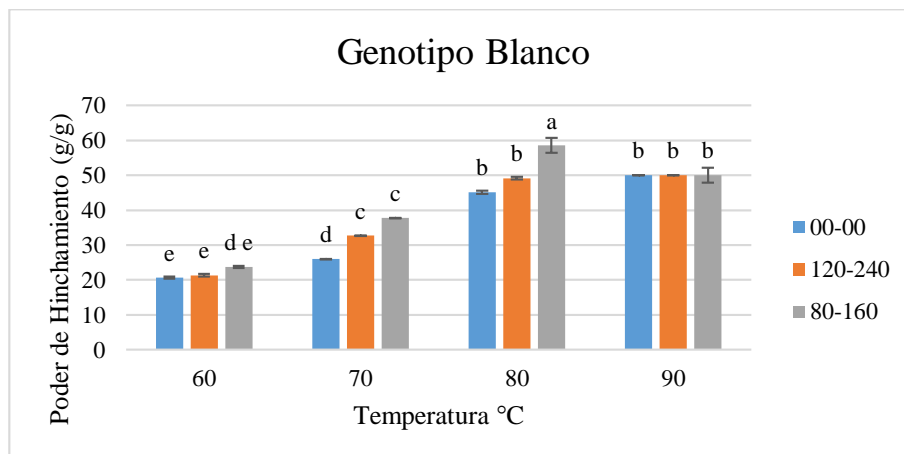 Genotipo Blanco
Poder de Hinchamiento (g/g)
70
60
50
40
30
20
10
0
e e d e
d c c
b b a
b b b
60 70 80 90
Temperatura °C
00-00
120-240
80-160